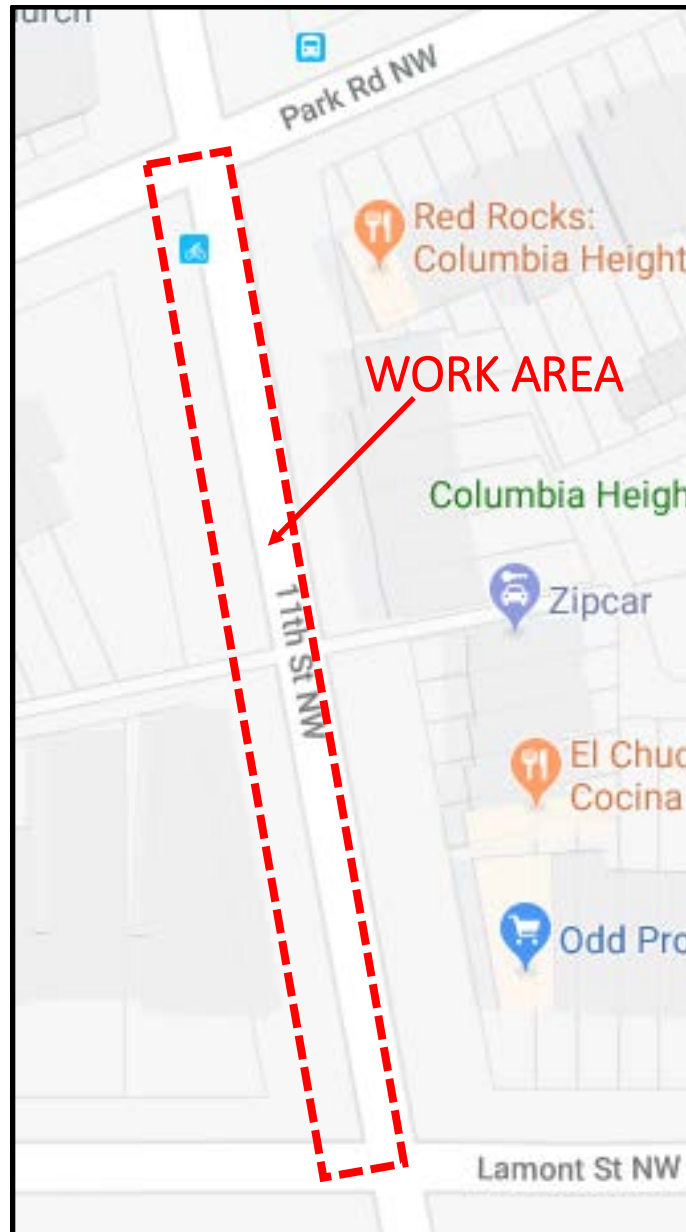 Park Rd NW
Red Rocks:
Columbia Height
WORK AREA
Columbia Heigh
11th St NW
Zipcar
El Chuc
Cocina
Odd Pro
Lamont St NW